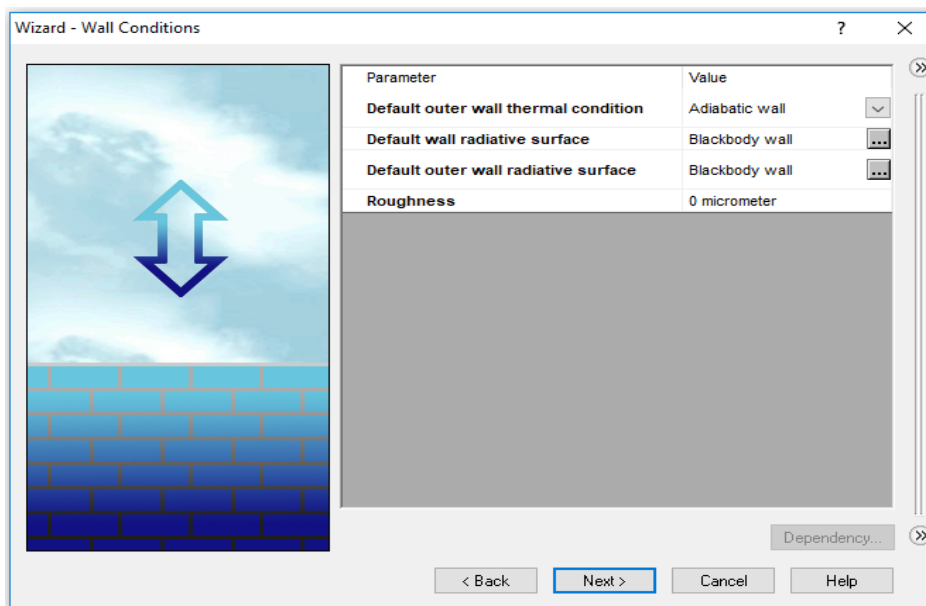 Wizard - Wall Conditions ?
Parameter Value
Default outer wall thermal condition Adiabatic wall
Default wall radiative surface Blackbody wall ...
Default outer wall radiative surface Blackbody wall ...
Roughness 0 micrometer
Dependency...
< Back Next > Cancel Help